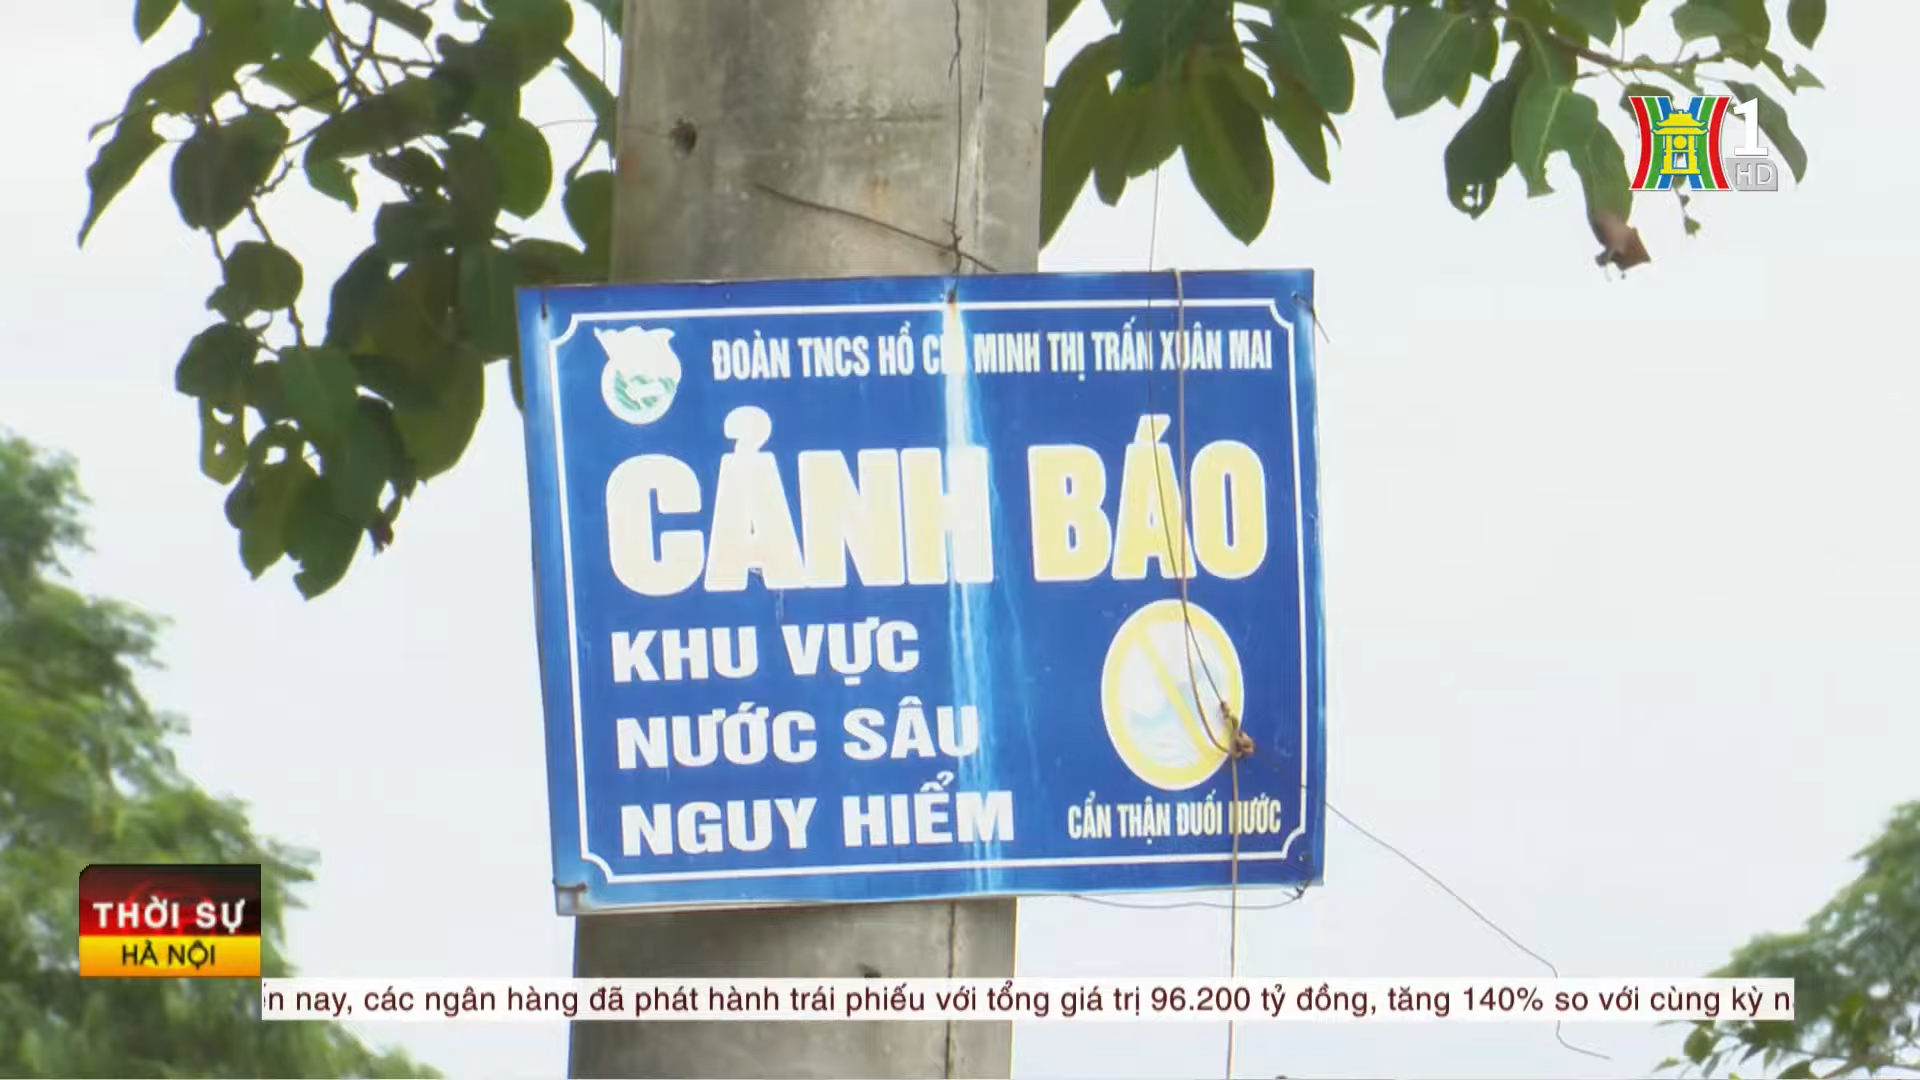 1
HD
ĐOÀN TNCS HỒ CHÍ MINH THỊ TRẤN XUÂN MAI
CẢNH BÁO
KHU VỰC
NƯỚC SÂU
NGUY HIỂM
CẨN THẬN ĐUỐI NƯỚC
THỜI SỰ
HÀ NỘI
nay, các ngân hàng đã phát hành trái phiếu với tổng giá trị 96.200 tỷ đồng, tăng 140% so với cùng kỳ